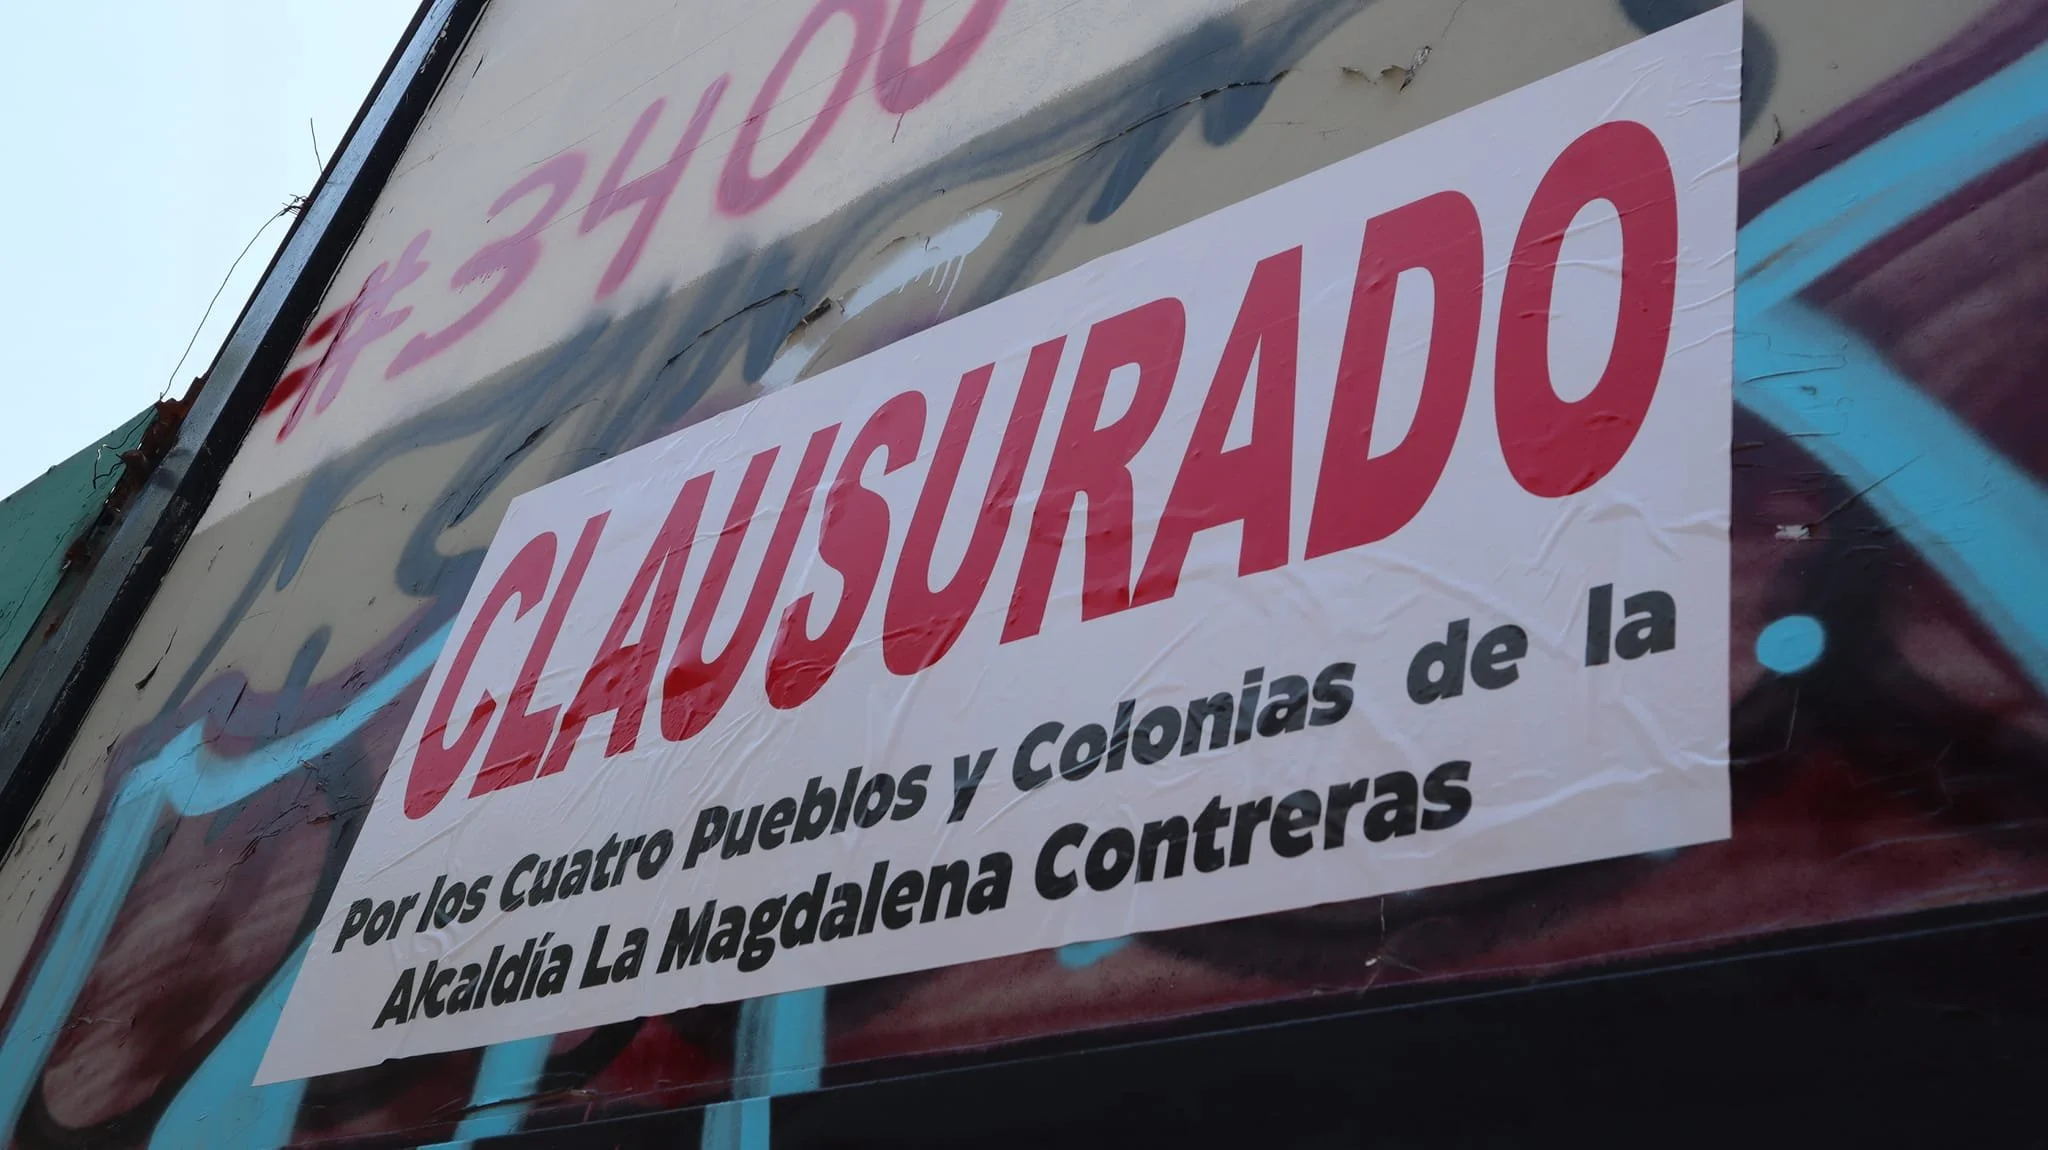 #3400
CLAUSURADO
Por los Cuatro Pueblos y Colonias de la
Alcaldía La Magdalena Contreras